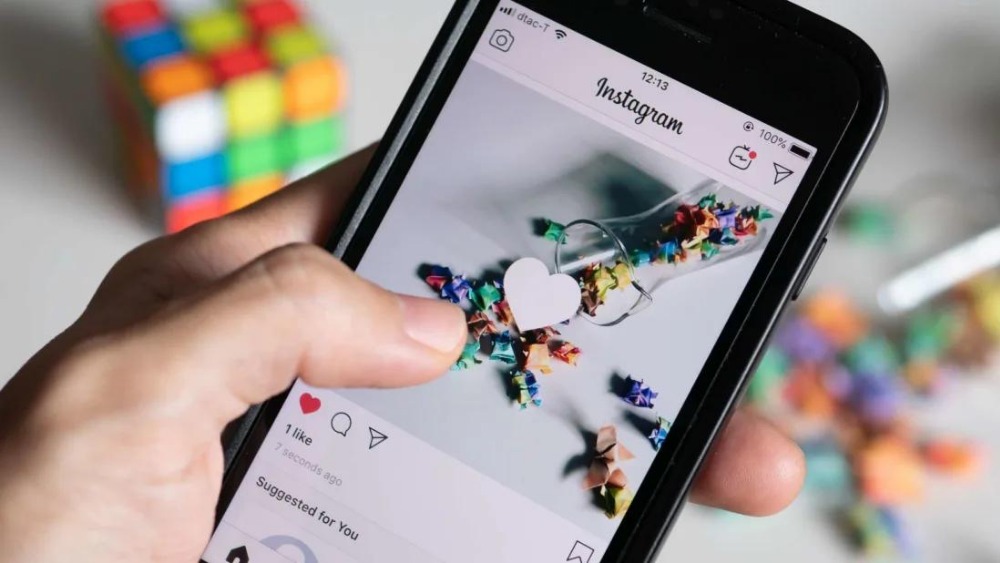 dtac-T
12:13
100%
Instagram
1 like
7 seconds ago
Suggested for You